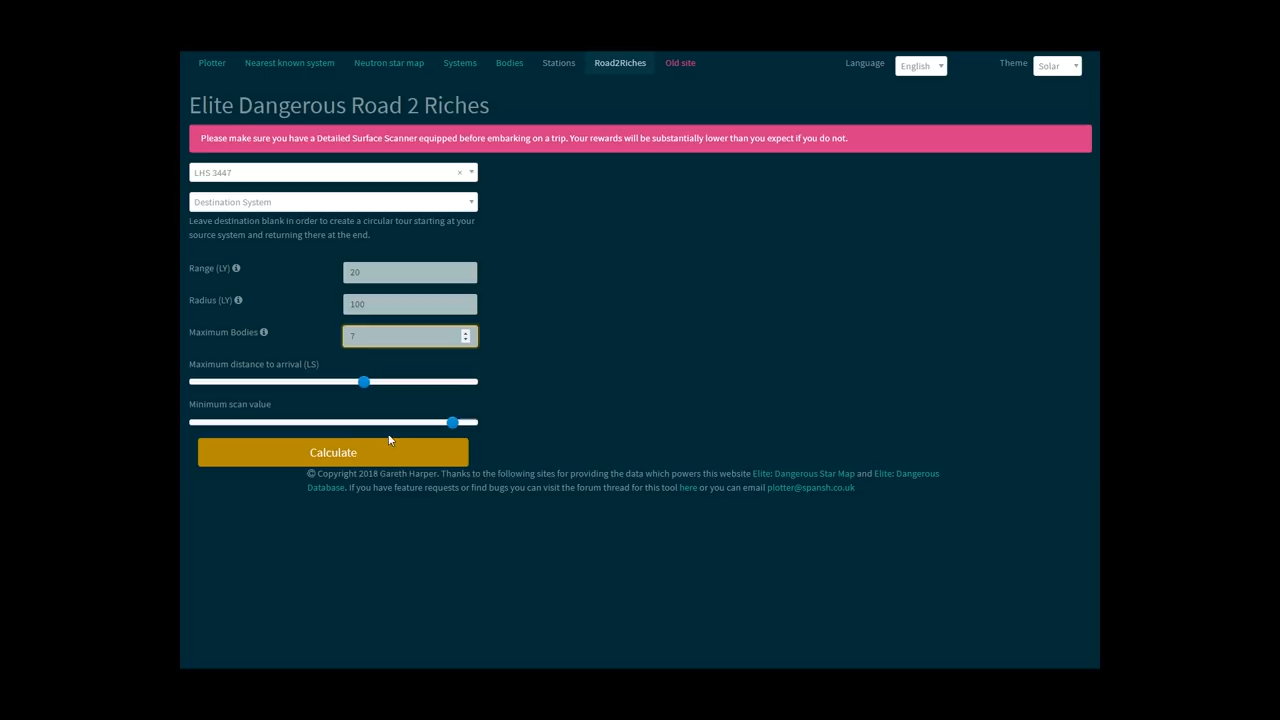 Plotter Nearest known system Neutron star map Systems Bodies Stations Road2Riches Old site Language English Theme Solar
Elite Dangerous Road 2 Riches
Please make sure you have a Detailed Surface Scanner equipped before embarking on a trip. Your rewards will be substantially lower than you expect if you do not.
LHS 3447 ×
Destination System
Leave destination blank in order to create a circular tour starting at your
source system and returning there at the end.
Range (LY) 20
Radius (LY) 100
Maximum Bodies 7
Maximum distance to arrival (LS)
Minimum scan value
Calculate
© Copyright 2018 Gareth Harper. Thanks to the following sites for providing the data which powers this website Elite: Dangerous Star Map and Elite: Dangerous
Database. If you have feature requests or find bugs you can visit the forum thread for this tool here or you can email plotter@spansh.co.uk